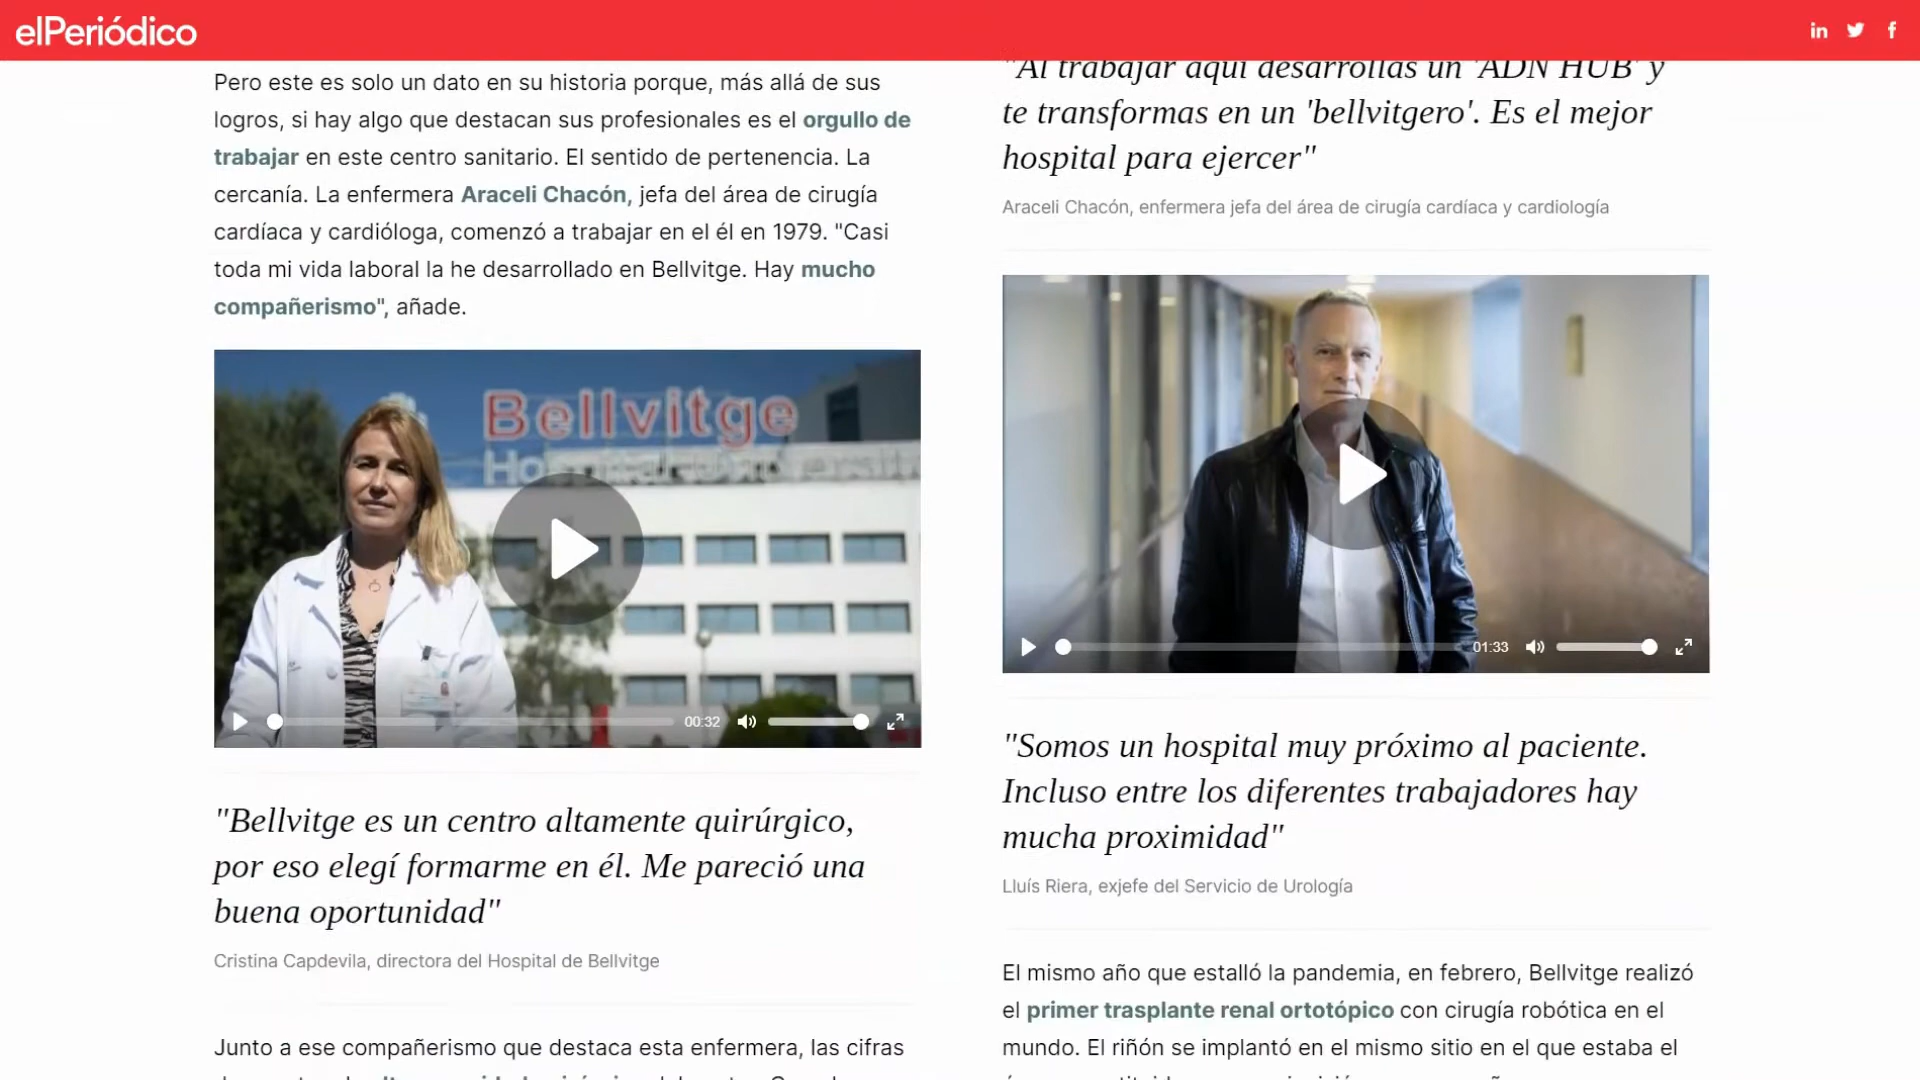 elPeriódico
Pero este es solo un dato en su historia porque, más allá de sus
logros, si hay algo que destacan sus profesionales es el orgullo de
trabajar en este centro sanitario. El sentido de pertenencia. La
cercanía. La enfermera Araceli Chacón, jefa del área de cirugía
cardíaca y cardióloga, comenzó a trabajar en el él en 1979. "Casi
toda mi vida laboral la he desarrollado en Bellvitge. Hay mucho
compañerismo", añade.
Bellvitge
00:32
"Bellvitge es un centro altamente quirúrgico,
por eso elegí formarme en él. Me pareció una
buena oportunidad"
Cristina Capdevila, directora del Hospital de Bellvitge
Junto a ese compañerismo que destaca esta enfermera, las cifras
"Al trabajar aquí desarrollas un 'ADN HUB' y
te transformas en un 'bellvitgero'. Es el mejor
hospital para ejercer"
Araceli Chacón, enfermera jefa del área de cirugía cardíaca y cardiología
01:33
"Somos un hospital muy próximo al paciente.
Incluso entre los diferentes trabajadores hay
mucha proximidad"
Lluís Riera, exjefe del Servicio de Urología
El mismo año que estalló la pandemia, en febrero, Bellvitge realizó
el primer trasplante renal ortotópico con cirugía robótica en el
mundo. El riñón se implantó en el mismo sitio en el que estaba el